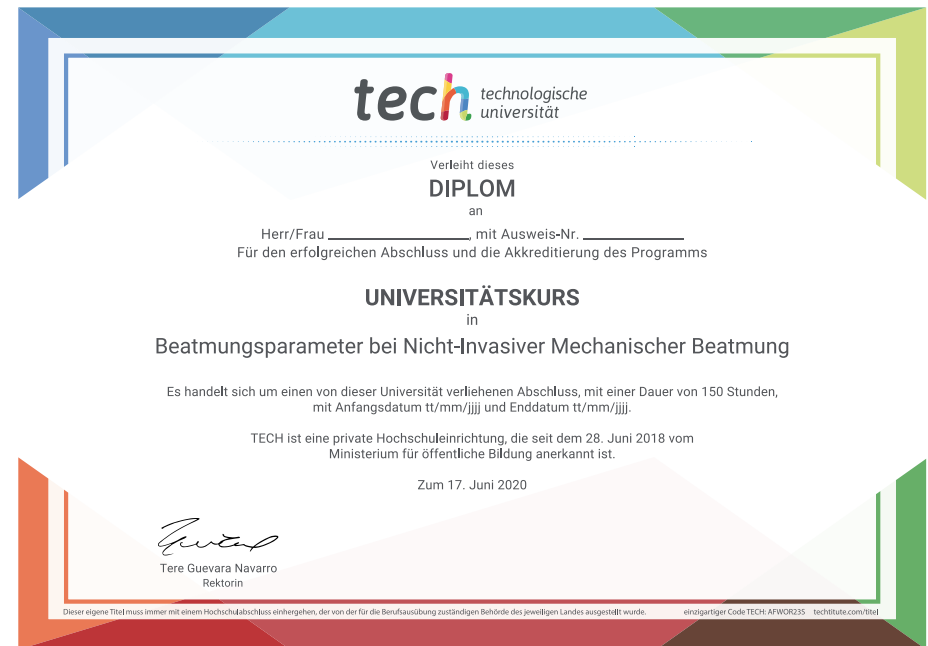 tech technologische
universität
Verleiht dieses
DIPLOM
an
Herr/Frau ____________, mit Ausweis-Nr. ____________
Für den erfolgreichen Abschluss und die Akkreditierung des Programms
UNIVERSITÄTSKURS
in
Beatmungsparameter bei Nicht-Invasiver Mechanischer Beatmung
Es handelt sich um einen von dieser Universität verliehenen Abschluss, mit einer Dauer von 150 Stunden,
mit Anfangsdatum tt/mm/jjjj und Enddatum tt/mm/jjjj.
TECH ist eine private Hochschuleinrichtung, die seit dem 28. Juni 2018 vom
Ministerium für öffentliche Bildung anerkannt ist.
Zum 17. Juni 2020
Tere Guevara Navarro
Rektorin
Dieser eigene Titel muss immer mit einem Hochschulabschluss einhergehen, der von der für die Berufsausübung zuständigen Behörde des jeweiligen Landes ausgestellt wurde. einzigartiger Code TECH: AFWOR235 techtitute.com/titel